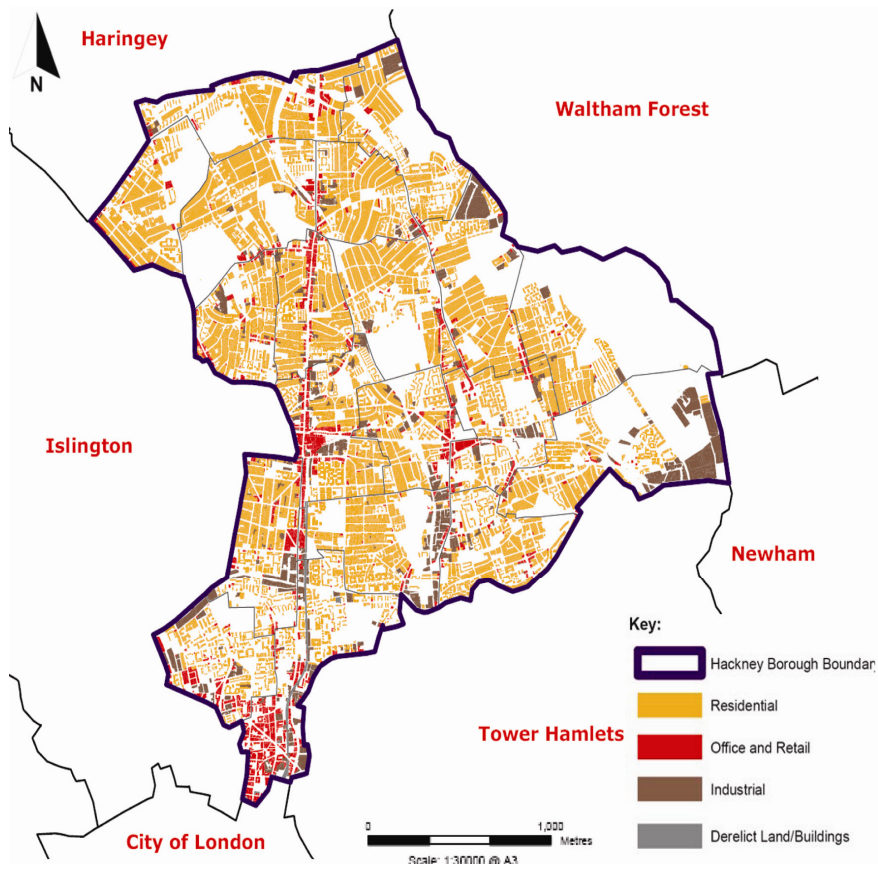 Haringey
N
Waltham Forest
Islington
Newham
Key:
Hackney Borough Boundary
Residential
Tower Hamlets
Office and Retail
Industrial
0 1,000
Metres
Derelict Land/Buildings
City of London
Scale: 1:30000 @ A3